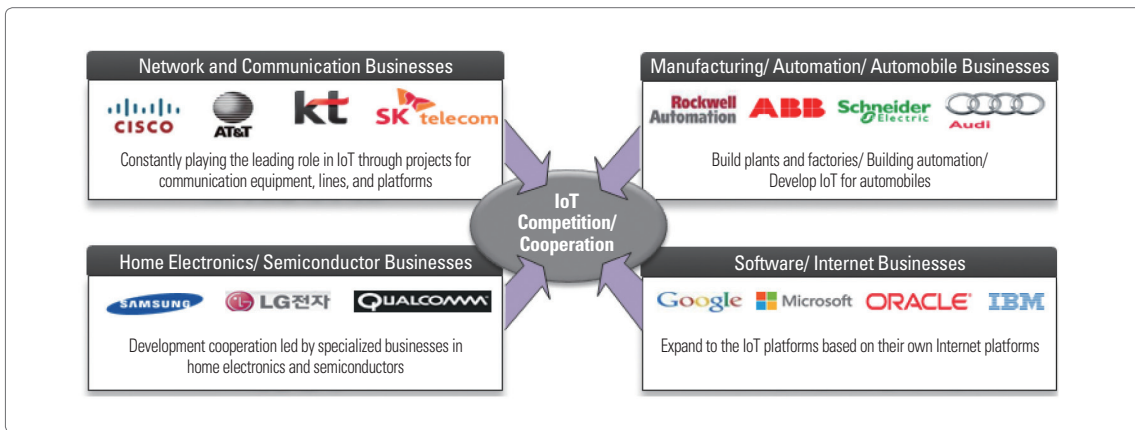 Network and Communication Businesses
CISCO
AT&T
kt
SK telecom
Constantly playing the leading role in IoT through projects for
communication equipment, lines, and platforms
Manufacturing/ Automation/ Automobile Businesses
Rockwell
Automation
ABB
Schneider
Electric
Audi
Build plants and factories/ Building automation/
Develop IoT for automobiles
IoT
Competition/
Cooperation
Home Electronics/ Semiconductor Businesses
SAMSUNG
LG전자
QUALCOMM
Development cooperation led by specialized businesses in
home electronics and semiconductors
Software/ Internet Businesses
Google
Microsoft
ORACLE
IBM
Expand to the IoT platforms based on their own Internet platforms